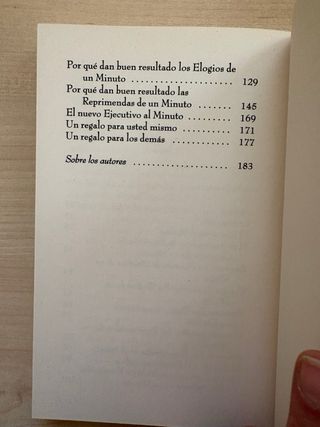 Por qué dan buen resultado los Elogios de
un Minuto .................... 129
Por qué dan buen resultado las
Reprimendas de un Minuto ........ 145
El nuevo Ejecutivo al Minuto ........ 169
Un regalo para usted mismo .......... 171
Un regalo para los demás ............ 177
Sobre los autores ................... 183